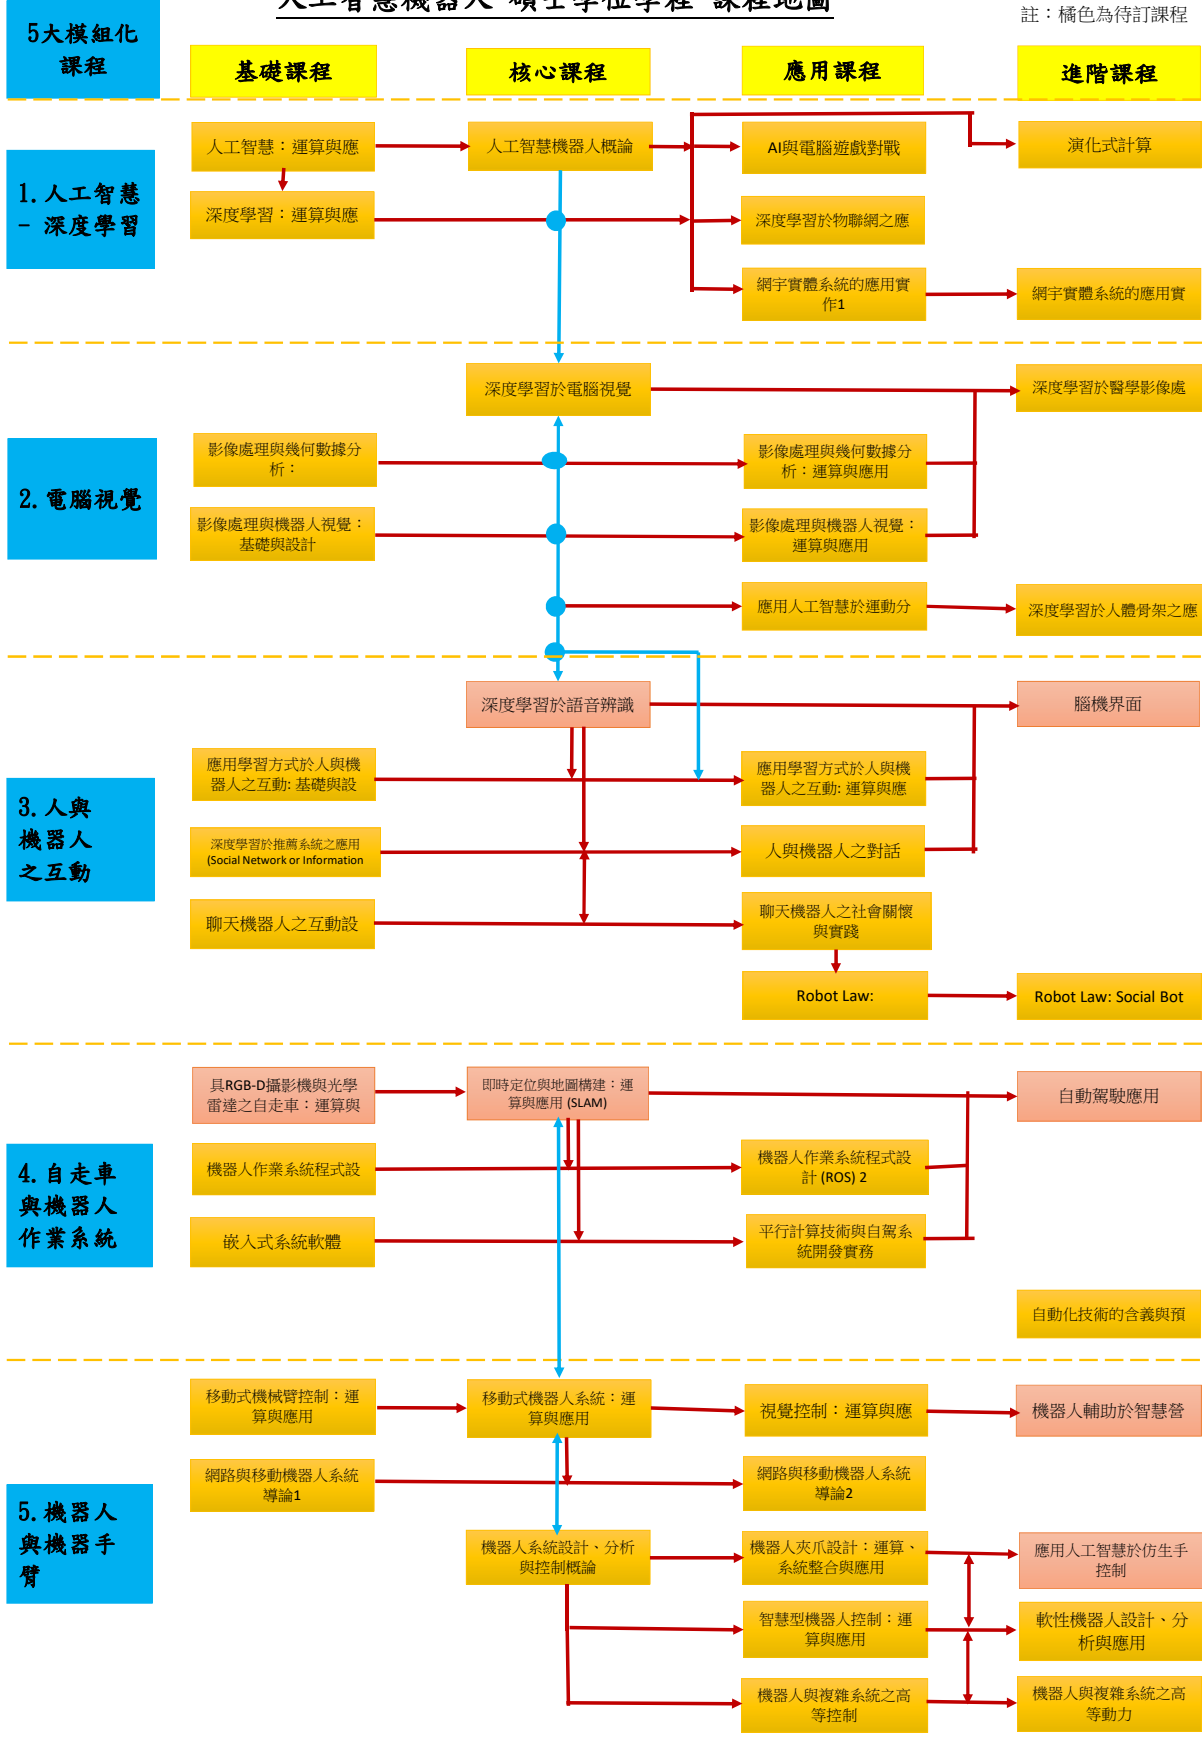 人工智慧機器人 碩士學位學程 課程地圖
註：橘色為待訂課程
5大模組化
課程
基礎課程
核心課程
應用課程
進階課程
1.人工智慧
- 深度學習
人工智慧：運算與應
人工智慧機器人概論
AI與電腦遊戲對戰
演化式計算
深度學習：運算與應
深度學習於物聯網之應
網宇實體系統的應用實
作1
網宇實體系統的應用實
2.電腦視覺
深度學習於電腦視覺
深度學習於醫學影像處
影像處理與幾何數據分
析：
影像處理與幾何數據分
析：運算與應用
影像處理與機器人視覺：
基礎與設計
影像處理與機器人視覺：
運算與應用
應用人工智慧於運動分
深度學習於人體骨架之應
3.人與
機器人
之互動
深度學習於語音辨識
腦機界面
應用學習方式於人與機
器人之互動: 基礎與設
應用學習方式於人與機
器人之互動: 運算與應
深度學習於推薦系統之應用
(Social Network or Information
人與機器人之對話
聊天機器人之互動設
聊天機器人之社會關懷
與實踐
Robot Law:
Robot Law: Social Bot
4.自走車
與機器人
作業系統
具RGB-D攝影機與光學
雷達之自走車：運算與
即時定位與地圖構建：運
算與應用 (SLAM)
自動駕駛應用
機器人作業系統程式設
機器人作業系統程式設
計 (ROS) 2
嵌入式系統軟體
平行計算技術與自駕系
統開發實務
自動化技術的含義與預
5.機器人
與機器手
臂
移動式機械臂控制：運
算與應用
移動式機器人系統：運
算與應用
視覺控制：運算與應
機器人輔助於智慧營
網路與移動機器人系統
導論1
網路與移動機器人系統
導論2
機器人系統設計、分析
與控制概論
機器人夾爪設計：運算、
系統整合與應用
應用人工智慧於仿生手
控制
智慧型機器人控制：運
算與應用
軟性機器人設計、分
析與應用
機器人與複雜系統之高
等控制
機器人與複雜系統之高
等動力